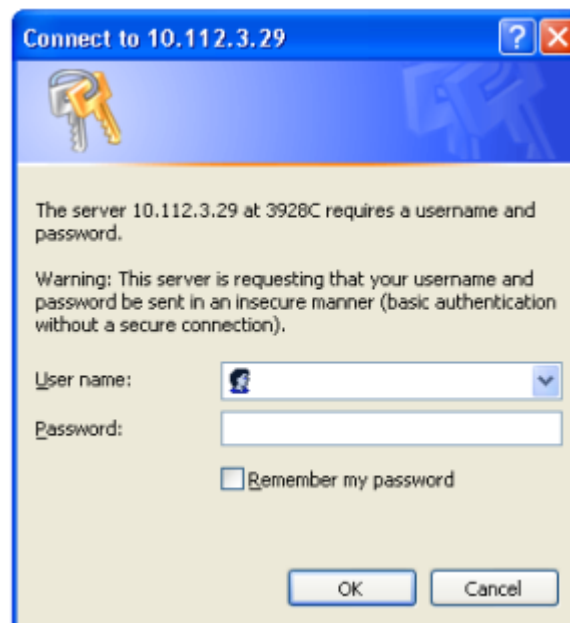 Connect to 10.112.3.29
The server 10.112.3.29 at 3928C requires a username and
password.
Warning: This server is requesting that your username and
password be sent in an insecure manner (basic authentication
without a secure connection).
User name:
Password:
Remember my password
OK Cancel